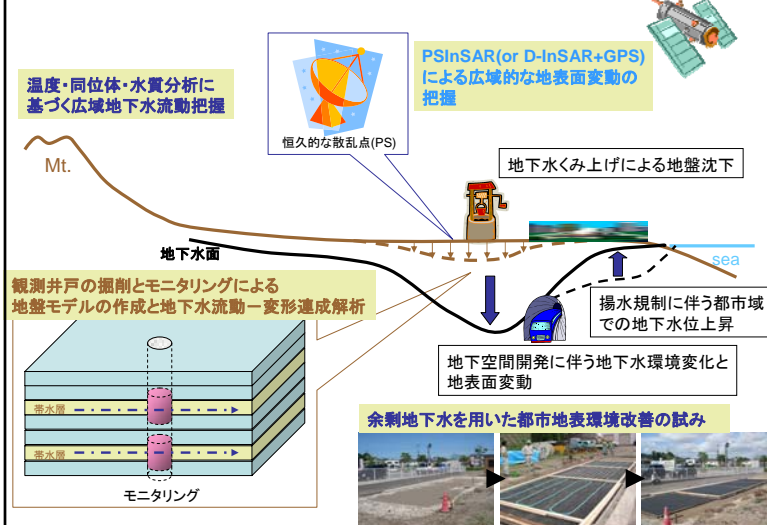 温度・同位体・水質分析に
基づく広域地下水流動把握
恒久的な散乱点(PS)
PSInSAR(or D-InSAR+GPS)
による広域的な地表面変動の
把握
Mt.
地下水くみ上げによる地盤沈下
地下水面
sea
観測井戸の掘削とモニタリングによる
地盤モデルの作成と地下水流動－変形連成解析
揚水規制に伴う都市域
での地下水位上昇
地下空間開発に伴う地下水環境変化と
地表面変動
帯水層
帯水層
モニタリング
余剰地下水を用いた都市地表環境改善の試み